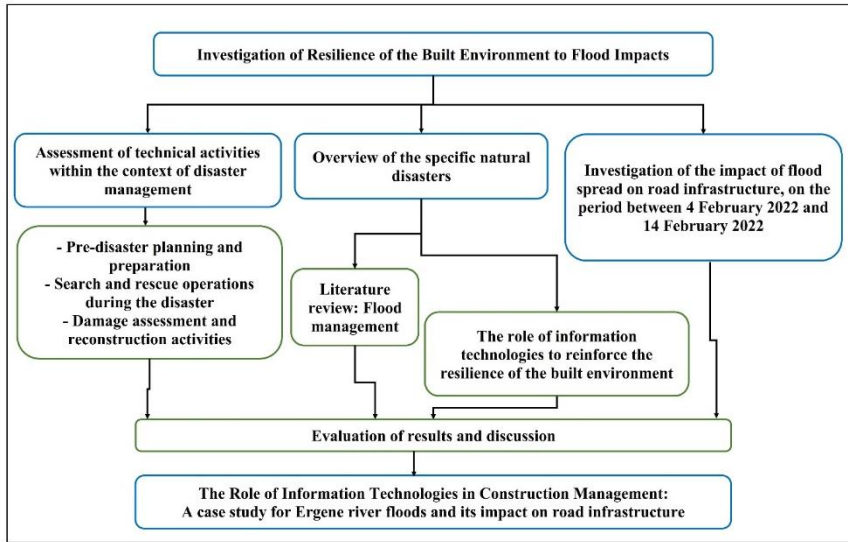 Investigation of Resilience of the Built Environment to Flood Impacts
Assessment of technical activities
within the context of disaster
management
Overview of the specific natural
disasters
Investigation of the impact of flood
spread on road infrastructure, on the
period between 4 February 2022 and
14 February 2022
- Pre-disaster planning and
preparation
- Search and rescue operations
during the disaster
- Damage assessment and
reconstruction activities
Literature
review: Flood
management
The role of information
technologies to reinforce the
resilience of the built environment
Evaluation of results and discussion
The Role of Information Technologies in Construction Management:
A case study for Ergene river floods and its impact on road infrastructure